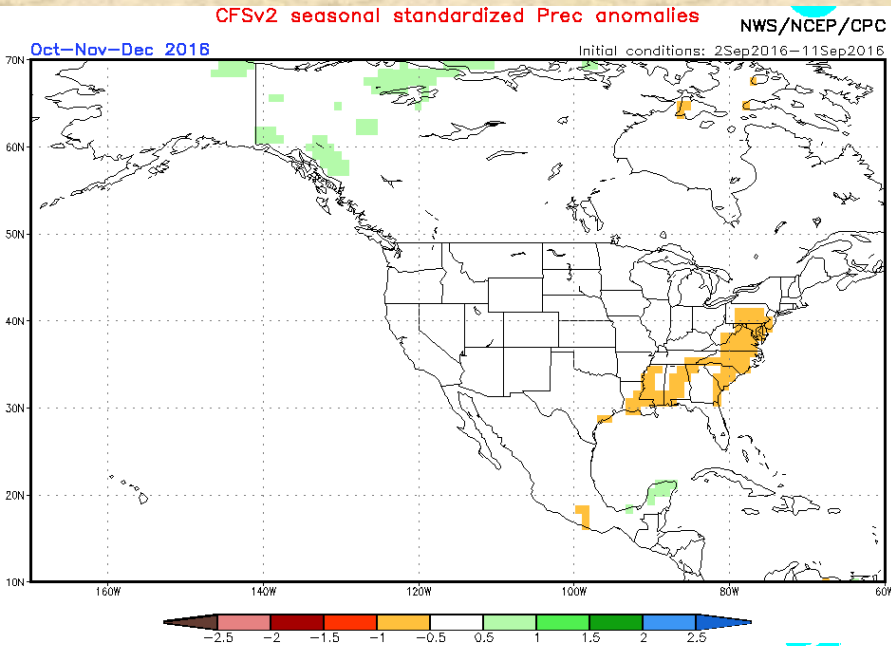 CFSv2 seasonal standardized Prec anomalies
NWS/NCEP/CPC
Oct-Nov-Dec 2016
Initial conditions: 2Sep2016-11Sep2016
70N
60N
50N
40N
30N
20N
10N
160W 140W 120W 100W 80W 60W
-2.5 -2 -1.5 -1 -0.5 0.5 1 1.5 2 2.5